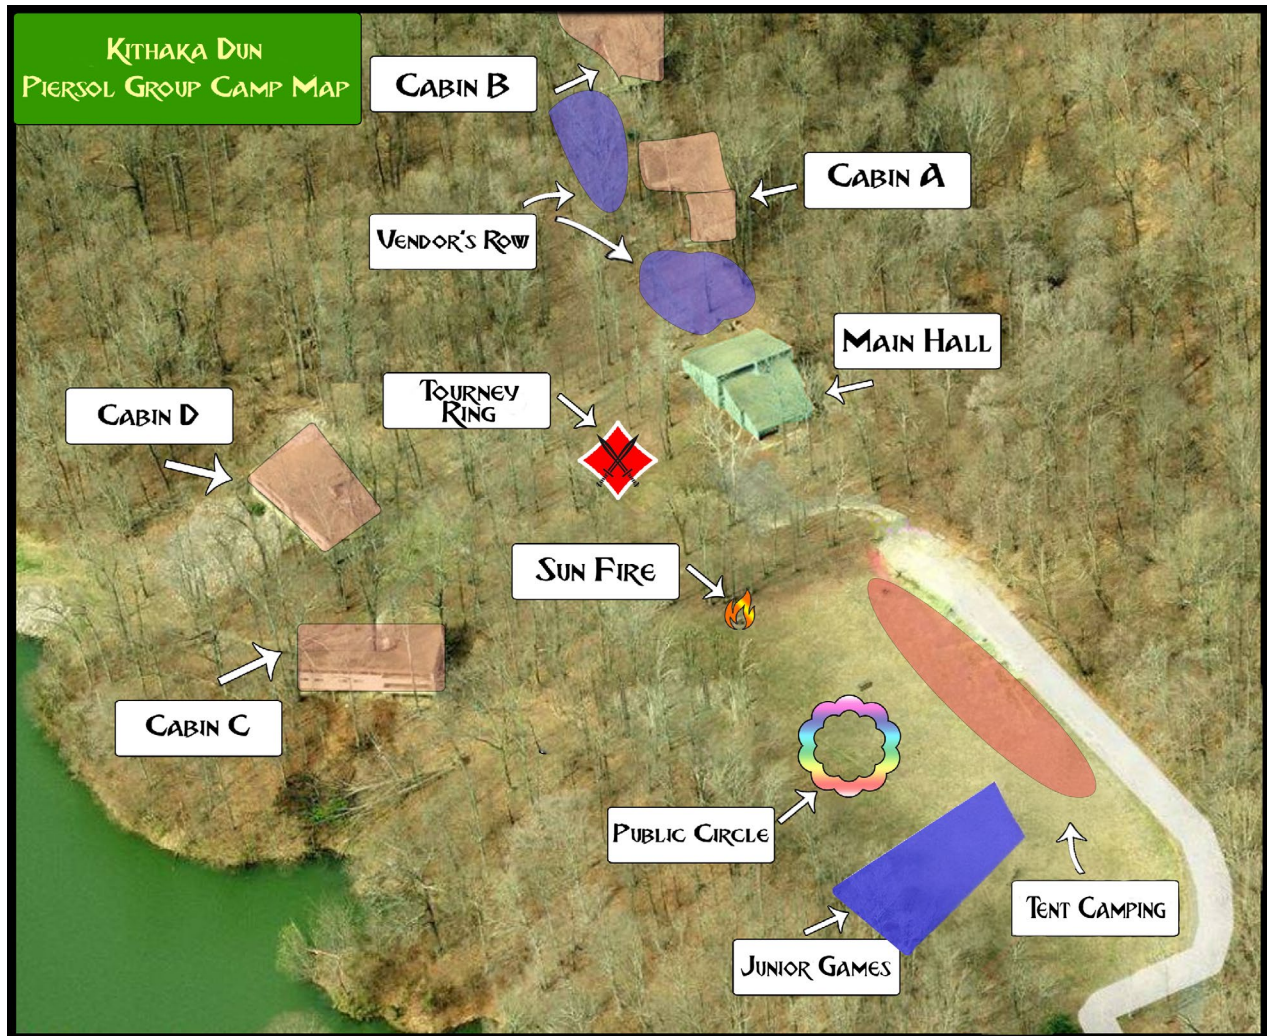 Kithaka Dun
Piersol Group Camp Map
Cabin B
Cabin A
Vendor's Row
Main Hall
Tourney
Ring
Cabin D
Sun Fire
Cabin C
Public Circle
Tent Camping
Junior Games